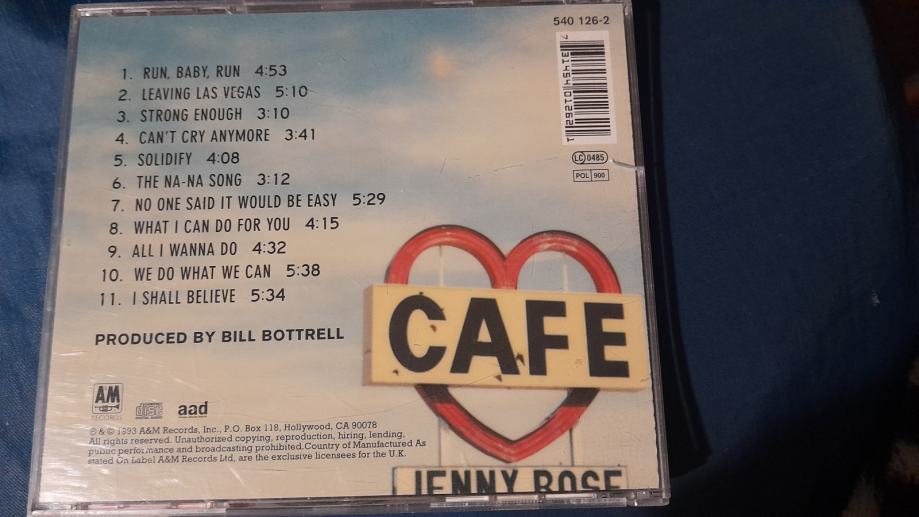 540 126-2
7 31454 01262 1
LC 0485
POL 900
1. RUN, BABY, RUN 4:53
2. LEAVING LAS VEGAS 5:10
3. STRONG ENOUGH 3:10
4. CAN'T CRY ANYMORE 3:41
5. SOLIDIFY 4:08
6. THE NA-NA SONG 3:12
7. NO ONE SAID IT WOULD BE EASY 5:29
8. WHAT I CAN DO FOR YOU 4:15
9. ALL I WANNA DO 4:32
10. WE DO WHAT WE CAN 5:38
11. I SHALL BELIEVE 5:34
PRODUCED BY BILL BOTTRELL
CAFE
JENNY ROSE
A&M
RECORDS
disc
aad
℗ & © 1993 A&M Records, Inc., P.O. Box 118, Hollywood, CA 90078
All rights reserved. Unauthorized copying, reproduction, hiring, lending,
public performance and broadcasting prohibited. Country of Manufactured As
stated On Label A&M Records Ltd, are the exclusive licensees for the U.K.